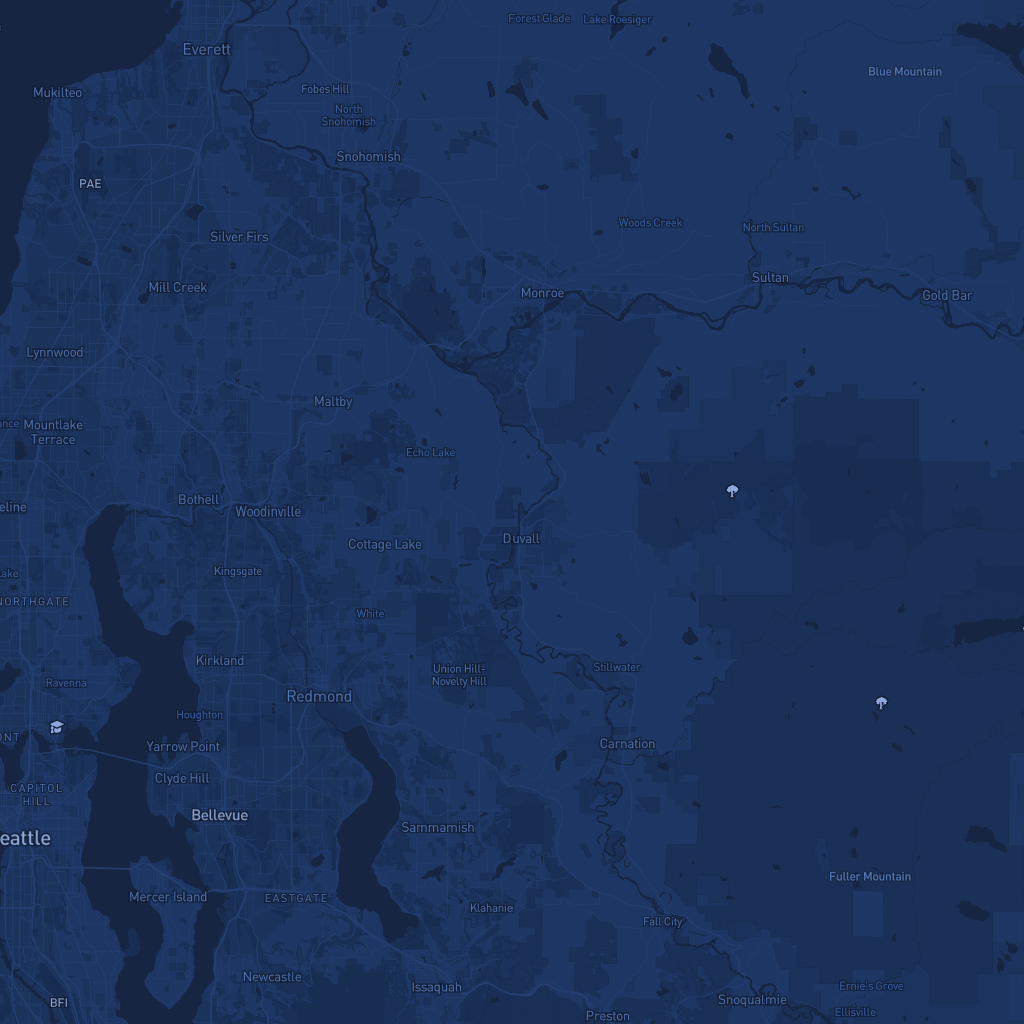 Forest Glade
Lake Roesiger
Everett
Blue Mountain
Mukilteo
Fobes Hill
North
Snohomish
Snohomish
PAE
Woods Creek
North Sultan
Silver Firs
Sultan
Mill Creek
Monroe
Gold Bar
Lynnwood
Maltby
nce
Mountlake
Terrace
Echo Lake
Bothell
eline
Woodinville
Duvall
Cottage Lake
Kingsgate
Lake
NORTHGATE
White
Kirkland
Union Hill-
Novelty Hill
Stillwater
Ravenna
Redmond
Houghton
ONT
Yarrow Point
Carnation
Clyde Hill
CAPITOL
HILL
Bellevue
Sammamish
eattle
Fuller Mountain
Mercer Island
EASTGATE
Klahanie
Fall City
Newcastle
Issaquah
Ernie's Grove
BFI
Snoqualmie
Preston
Ellisville